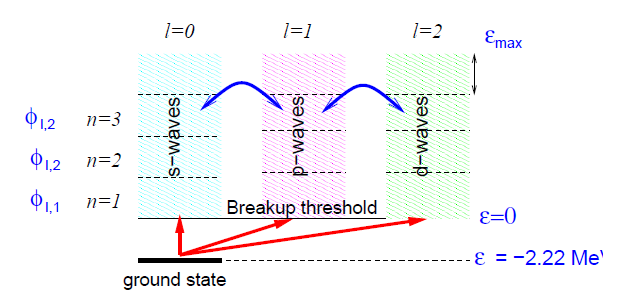 l=0 l=1 l=2
εmax
ϕl,2 n=3
ϕl,2 n=2
ϕl,1 n=1
s−waves
p−waves
d−waves
Breakup threshold
ε=0
ε = −2.22 MeV
ground state